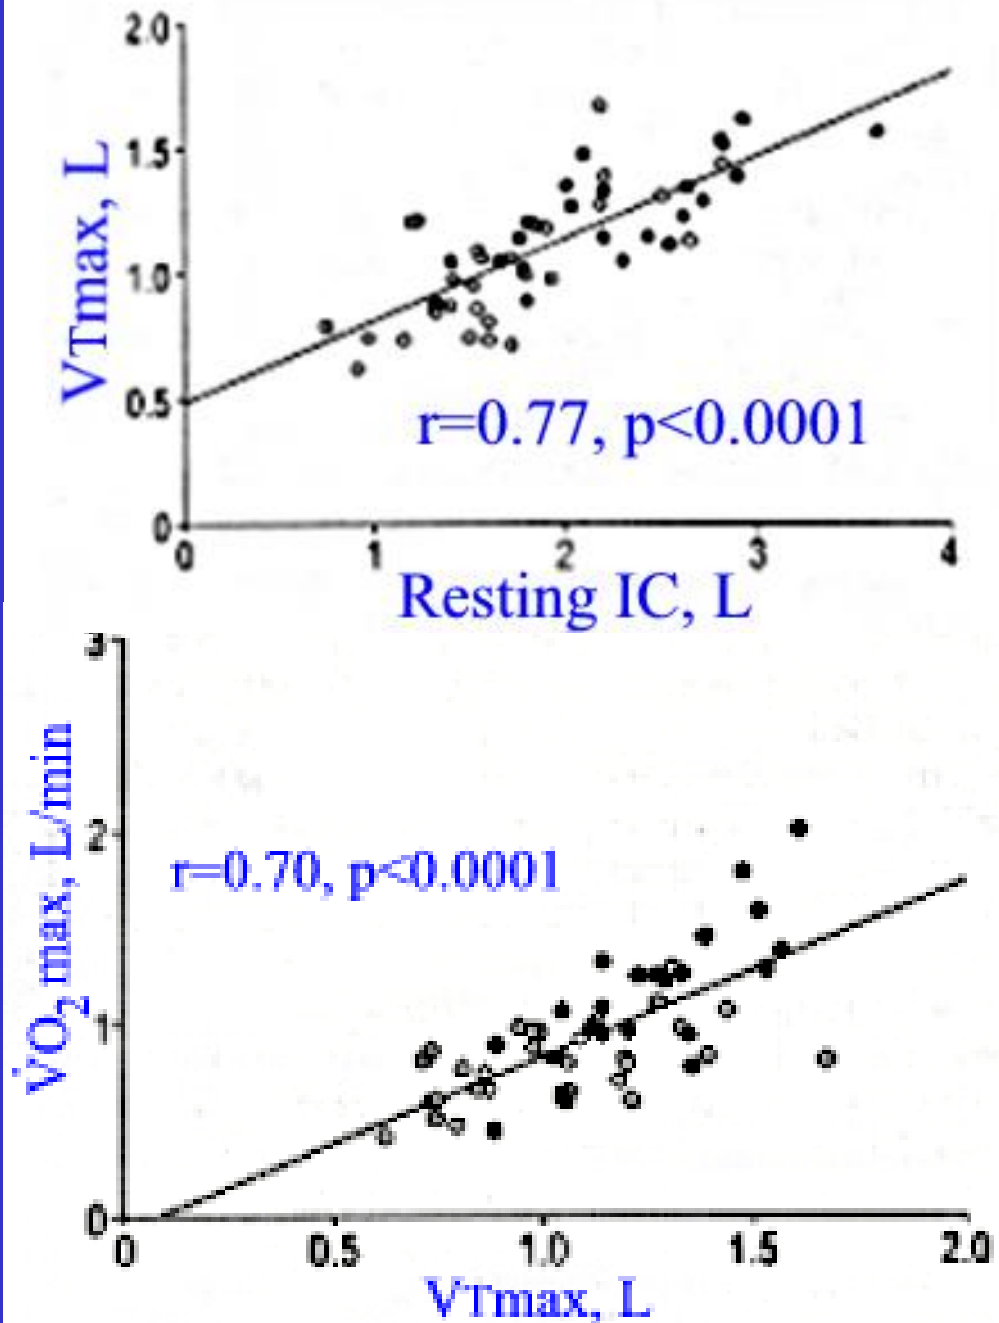 2.0
1.5
1.0
0.5
0
VTmax, L
r=0.77, p<0.0001
0 1 2 3 4
Resting IC, L
3
2
1
0
V̇O2max, L/min
r=0.70, p<0.0001
0 0.5 1.0 1.5 2.0
VTmax, L